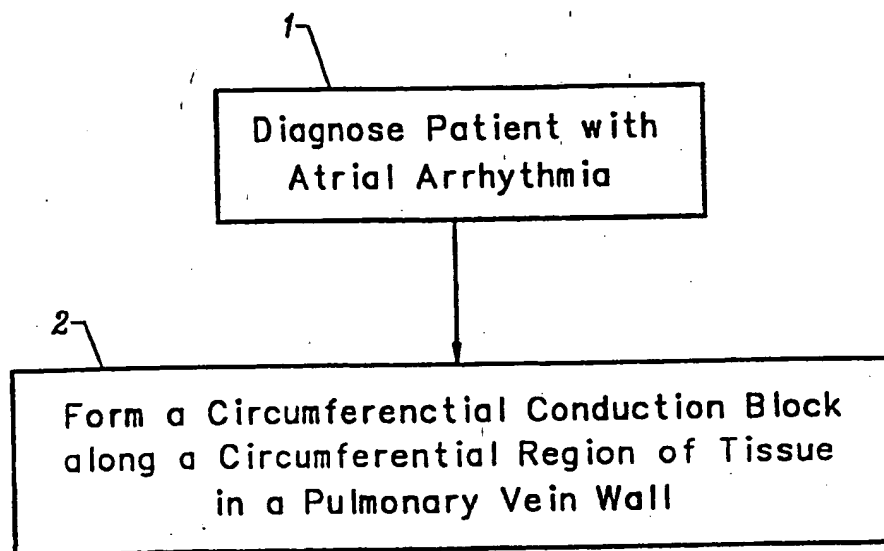 1
Diagnose Patient with
Atrial Arrhythmia
2
Form a Circumferenctial Conduction Block
along a Circumferential Region of Tissue
in a Pulmonary Vein Wall